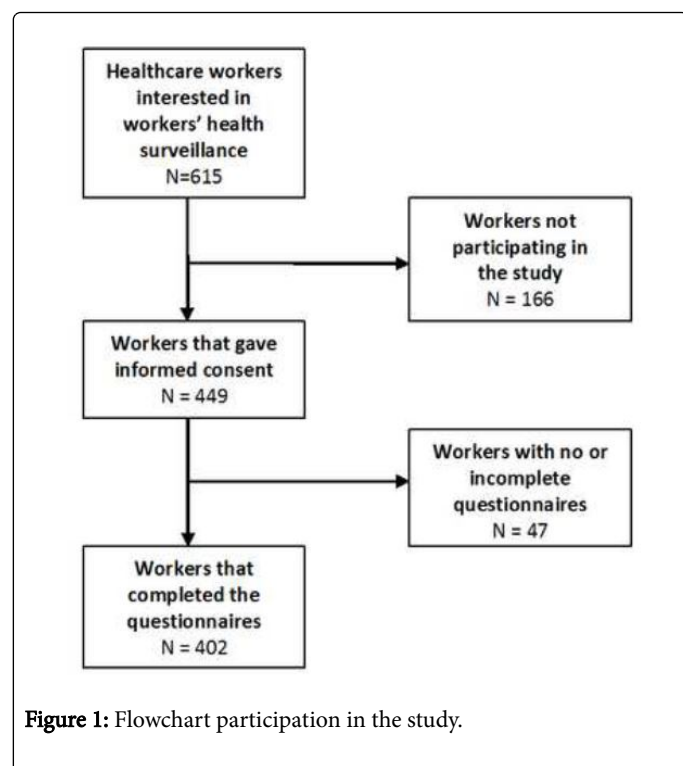 Healthcare workers
interested in
workers' health
surveillance
N=615
Workers not
participating in
the study
N = 166
Workers that gave
informed consent
N = 449
Workers with no or
incomplete
questionnaires
N = 47
Workers that
completed the
questionnaires
N = 402
Figure 1: Flowchart participation in the study.